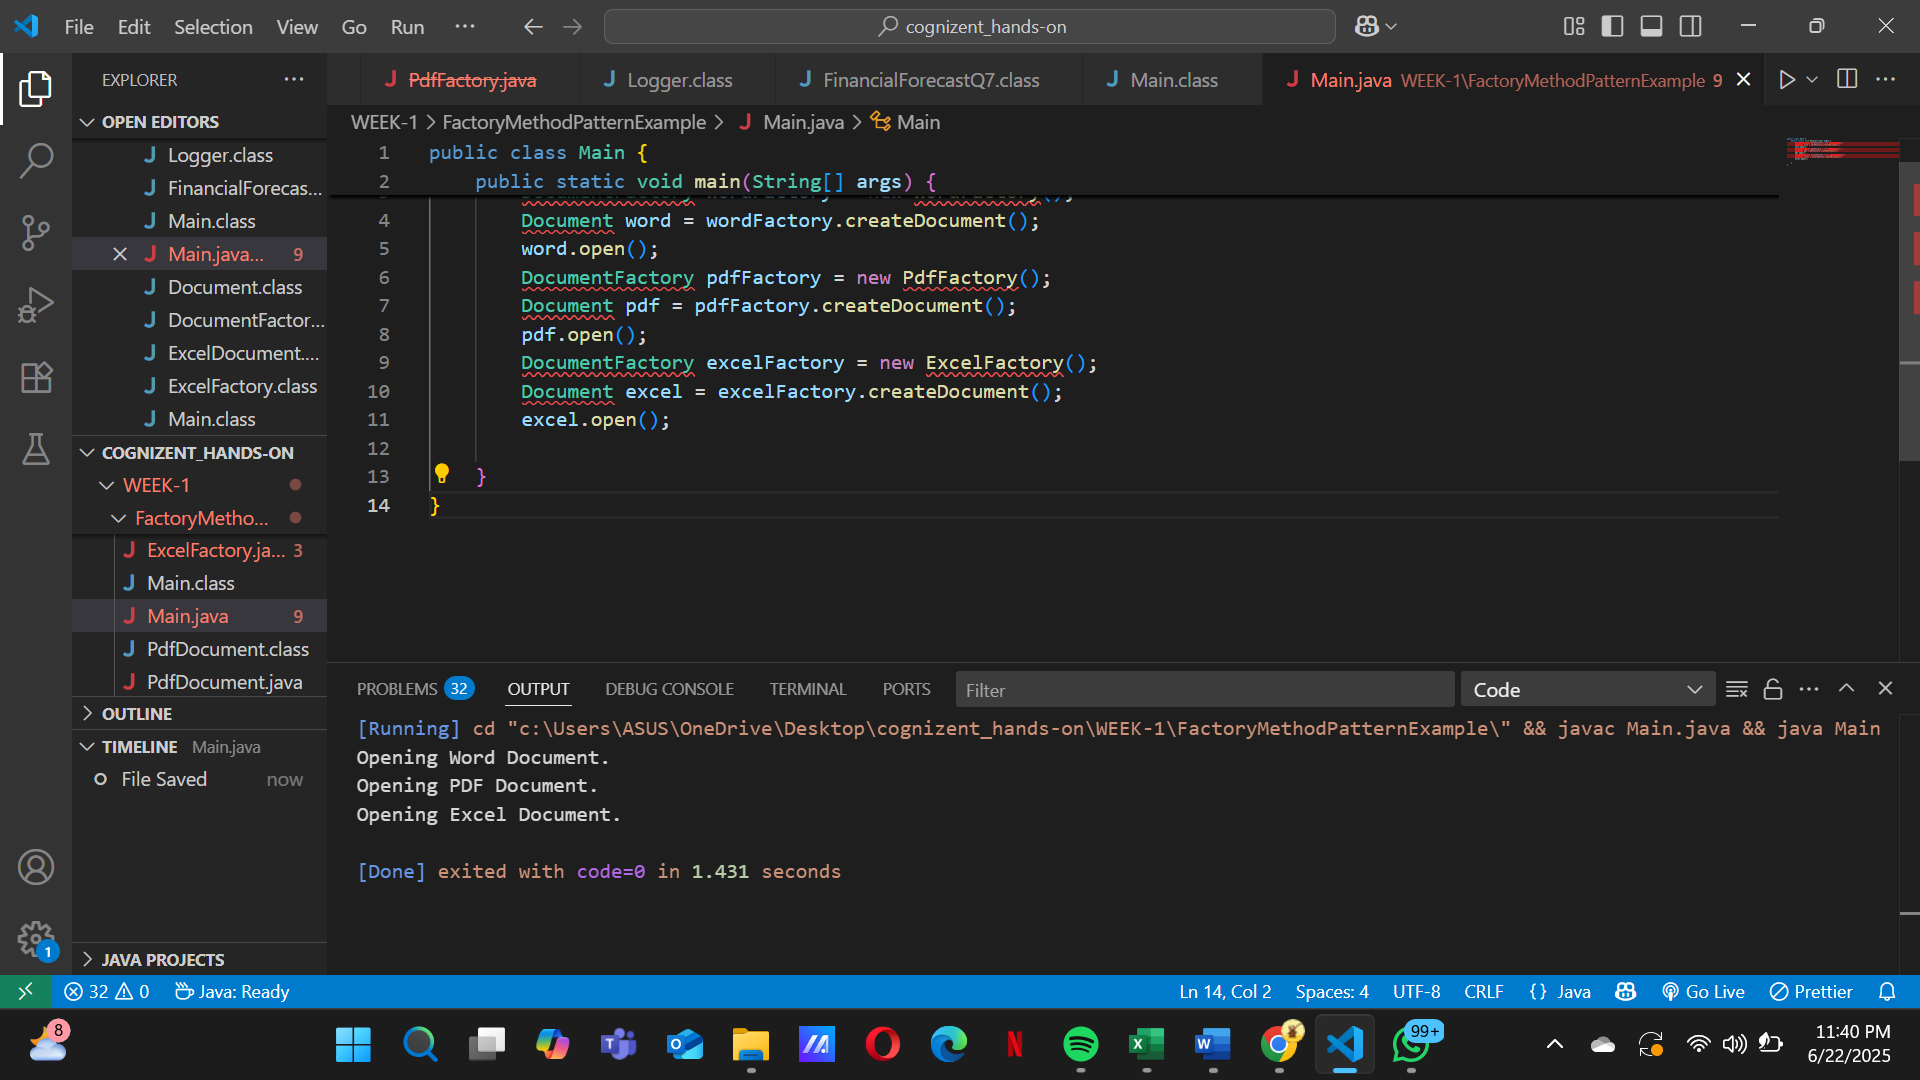 File Edit Selection View Go Run ···
cognizent_hands-on
EXPLORER ···
PdfFactory.java
Logger.class
FinancialForecastQ7.class
Main.class
Main.java WEEK-1\FactoryMethodPatternExample 9
OPEN EDITORS
Logger.class
FinancialForecas...
Main.class
Main.java... 9
Document.class
DocumentFactor...
ExcelDocument....
ExcelFactory.class
Main.class
COGNIZENT_HANDS-ON
WEEK-1
FactoryMetho...
ExcelFactory.ja... 3
Main.class
Main.java 9
PdfDocument.class
PdfDocument.java
OUTLINE
TIMELINE Main.java
File Saved now
JAVA PROJECTS
WEEK-1 > FactoryMethodPatternExample > Main.java > Main
1 public class Main {
2 public static void main(String[] args) {
4 Document word = wordFactory.createDocument();
5 word.open();
6 DocumentFactory pdfFactory = new PdfFactory();
7 Document pdf = pdfFactory.createDocument();
8 pdf.open();
9 DocumentFactory excelFactory = new ExcelFactory();
10 Document excel = excelFactory.createDocument();
11 excel.open();
12
13 }
14 }
PROBLEMS 32 OUTPUT DEBUG CONSOLE TERMINAL PORTS Filter Code
[Running] cd "c:\Users\ASUS\OneDrive\Desktop\cognizent_hands-on\WEEK-1\FactoryMethodPatternExample\" && javac Main.java && java Main
Opening Word Document.
Opening PDF Document.
Opening Excel Document.
[Done] exited with code=0 in 1.431 seconds
1
32 0 Java: Ready
Ln 14, Col 2 Spaces: 4 UTF-8 CRLF {} Java Go Live Prettier
8
99+
11:40 PM
6/22/2025